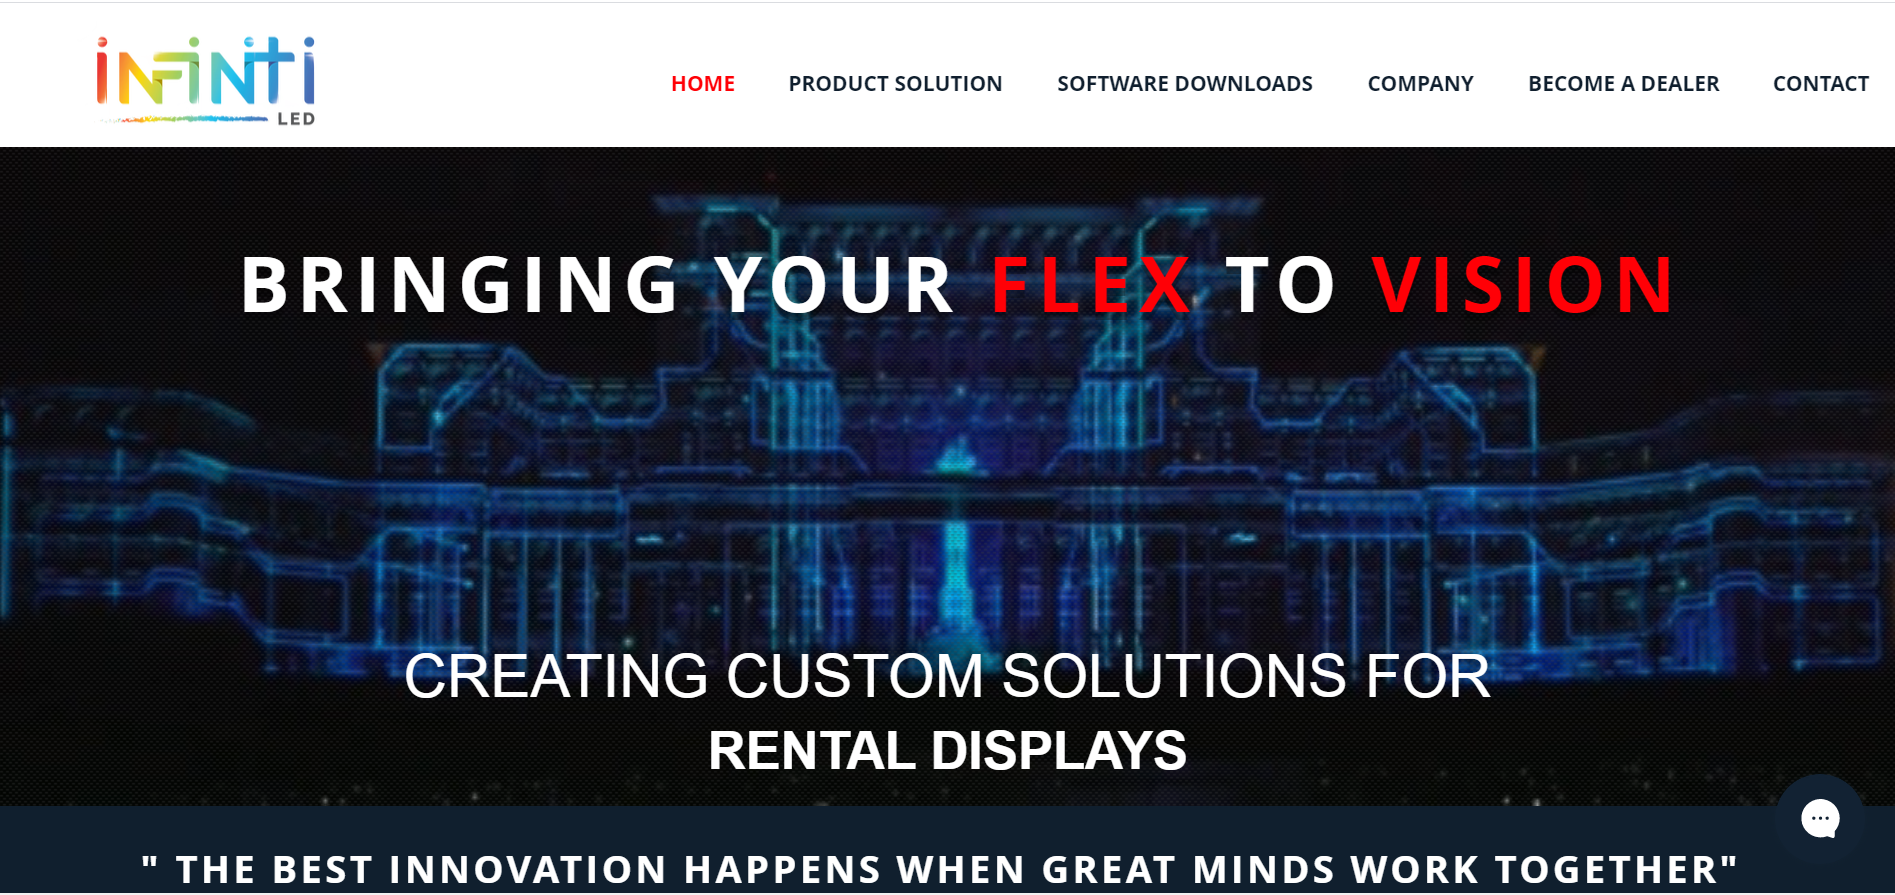 INFINITI
LED
HOME PRODUCT SOLUTION SOFTWARE DOWNLOADS COMPANY BECOME A DEALER CONTACT
BRINGING YOUR FLEX TO VISION
CREATING CUSTOM SOLUTIONS FOR
RENTAL DISPLAYS
" THE BEST INNOVATION HAPPENS WHEN GREAT MINDS WORK TOGETHER"